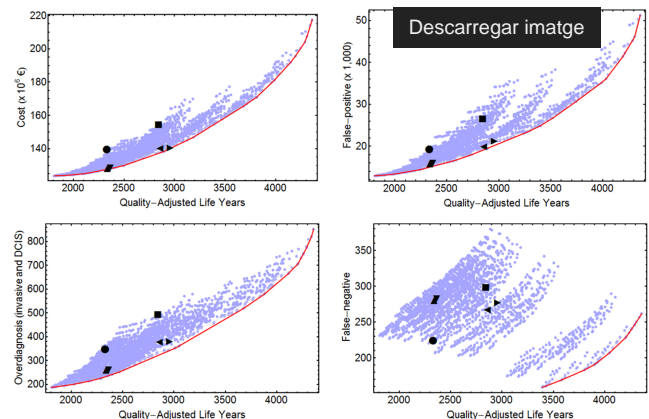 Descarregar imatge
220
200
180
160
140
Cost (x 10⁶ €)
2000 2500 3000 3500 4000
Quality−Adjusted Life Years
50
40
30
20
False−positive (x 1,000)
2000 2500 3000 3500 4000
Quality−Adjusted Life Years
800
700
600
500
400
300
200
Overdiagnosis (invasive and DCIS)
2000 2500 3000 3500 4000
Quality−Adjusted Life Years
350
300
250
200
False−negative
2000 2500 3000 3500 4000
Quality−Adjusted Life Years